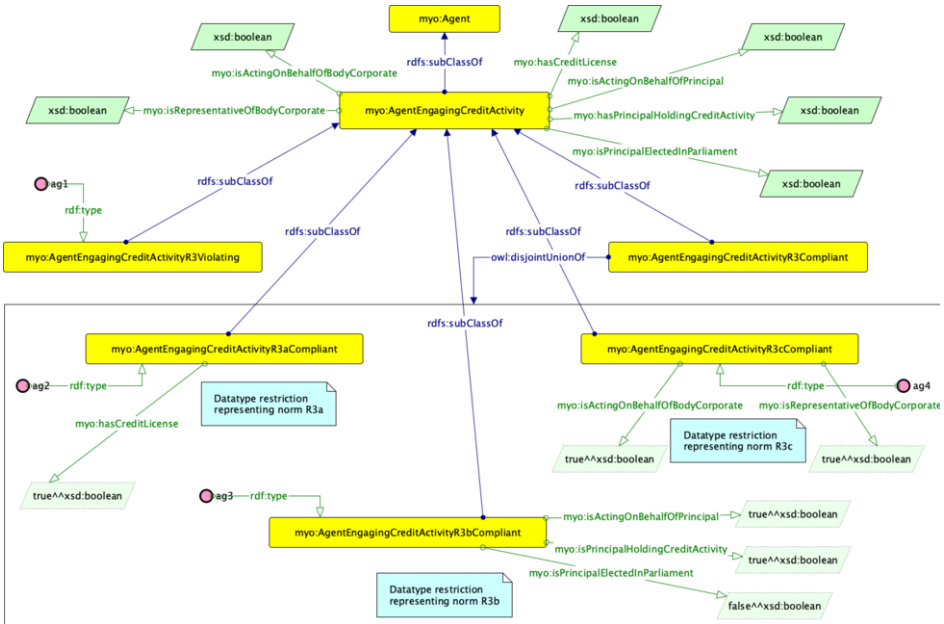 myo:Agent
xsd:boolean
xsd:boolean
xsd:boolean
rdfs:subClassOf
myo:hasCreditLicense
myo:isActingOnBehalfOfBodyCorporate
myo:isActingOnBehalfOfPrincipal
xsd:boolean
myo:isRepresentativeOfBodyCorporate
myo:AgentEngagingCreditActivity
myo:hasPrincipalHoldingCreditActivity
xsd:boolean
myo:isPrincipalElectedInParliament
ag1
rdfs:subClassOf
rdfs:subClassOf
xsd:boolean
rdf:type
rdfs:subClassOf
rdfs:subClassOf
myo:AgentEngagingCreditActivityR3Violating
owl:disjointUnionOf
myo:AgentEngagingCreditActivityR3Compliant
rdfs:subClassOf
myo:AgentEngagingCreditActivityR3aCompliant
myo:AgentEngagingCreditActivityR3cCompliant
ag2
rdf:type
rdf:type
ag4
Datatype restriction
representing norm R3a
myo:isActingOnBehalfOfBodyCorporate
myo:isRepresentativeOfBodyCorporate
myo:hasCreditLicense
Datatype restriction
representing norm R3c
true^^xsd:boolean
true^^xsd:boolean
true^^xsd:boolean
ag3
rdf:type
myo:isActingOnBehalfOfPrincipal
true^^xsd:boolean
myo:AgentEngagingCreditActivityR3bCompliant
myo:isPrincipalHoldingCreditActivity
true^^xsd:boolean
myo:isPrincipalElectedInParliament
Datatype restriction
representing norm R3b
false^^xsd:boolean